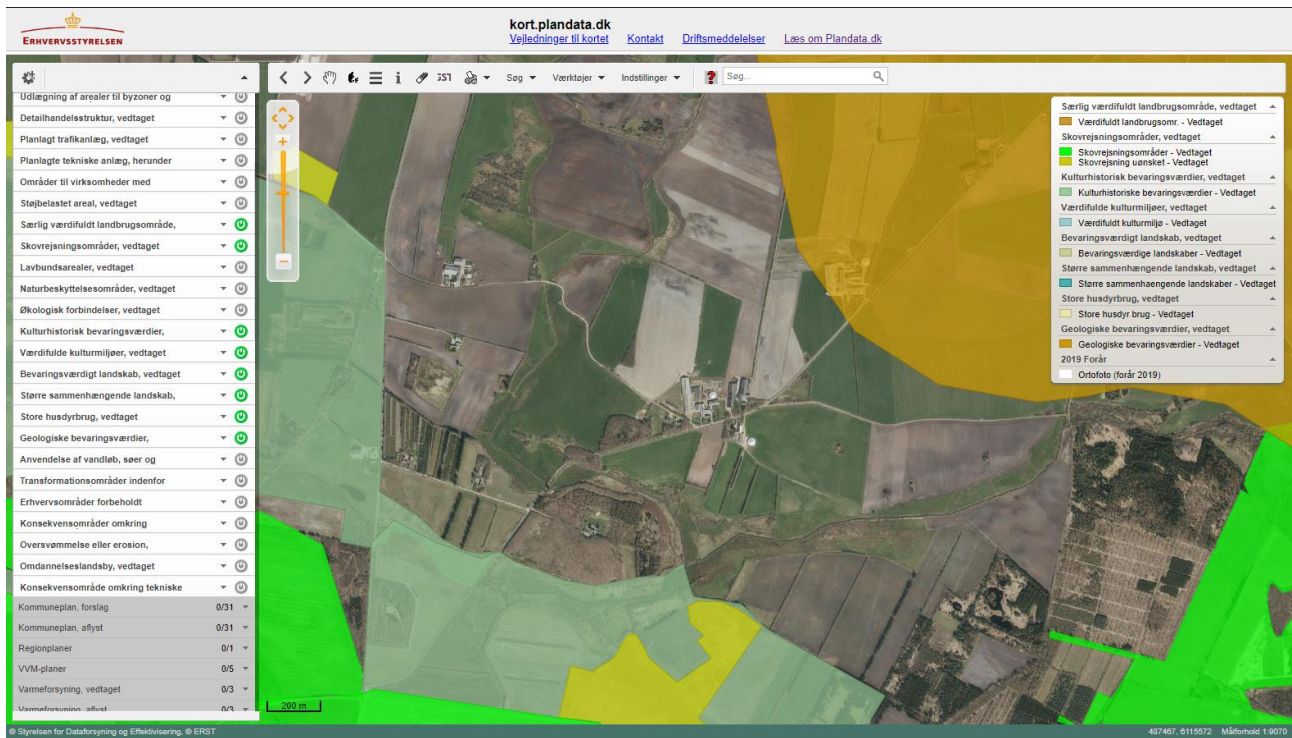 ERHVERVSSTYRELSEN
kort.plandata.dk
Vejledninger til kortet Kontakt Driftsmeddelelser Læs om Plandata.dk
Søg Værktøjer Indstillinger ? Søg...
Udlægning af arealer til byzoner og
Detailhandelsstruktur, vedtaget
Planlagt trafikanlæg, vedtaget
Planlagte tekniske anlæg, herunder
Områder til virksomheder med
Støjbelastet areal, vedtaget
Særlig værdifuldt landbrugsområde,
Skovrejsningsområder, vedtaget
Lavbundsarealer, vedtaget
Naturbeskyttelsesområder, vedtaget
Økologisk forbindelser, vedtaget
Kulturhistorisk bevaringsværdier,
Værdifulde kulturmiljøer, vedtaget
Bevaringsværdigt landskab, vedtaget
Større sammenhængende landskab,
Store husdyrbrug, vedtaget
Geologiske bevaringsværdier,
Anvendelse af vandløb, søer og
Transformationsområder indenfor
Erhvervsområder forbeholdt
Konsekvensområder omkring
Oversvømmelse eller erosion,
Omdannelseslandsby, vedtaget
Konsekvensområde omkring tekniske
Kommuneplan, forslag 0/31
Kommuneplan, aflyst 0/31
Regionplaner 0/1
VVM-planer 0/5
Varmeforsyning, vedtaget 0/3
Varmeforsyning, aflyst 0/3
Særlig værdifuldt landbrugsområde, vedtaget
Værdifuldt landbrugsomr. - Vedtaget
Skovrejsningsområder, vedtaget
Skovrejsningsområder - Vedtaget
Skovrejsning uønsket - Vedtaget
Kulturhistorisk bevaringsværdier, vedtaget
Kulturhistoriske bevaringsværdier - Vedtaget
Værdifulde kulturmiljøer, vedtaget
Værdifuldt kulturmiljø - Vedtaget
Bevaringsværdigt landskab, vedtaget
Bevaringsværdige landskaber - Vedtaget
Større sammenhængende landskab, vedtaget
Større sammenhaengende landskaber - Vedtaget
Store husdyrbrug, vedtaget
Store husdyr brug - Vedtaget
Geologiske bevaringsværdier, vedtaget
Geologiske bevaringsværdier - Vedtaget
2019 Forår
Ortofoto (forår 2019)
200 m
© Styrelsen for Dataforsyning og Effektivisering, © ERST
487467, 6115572 Målforhold 1:9070